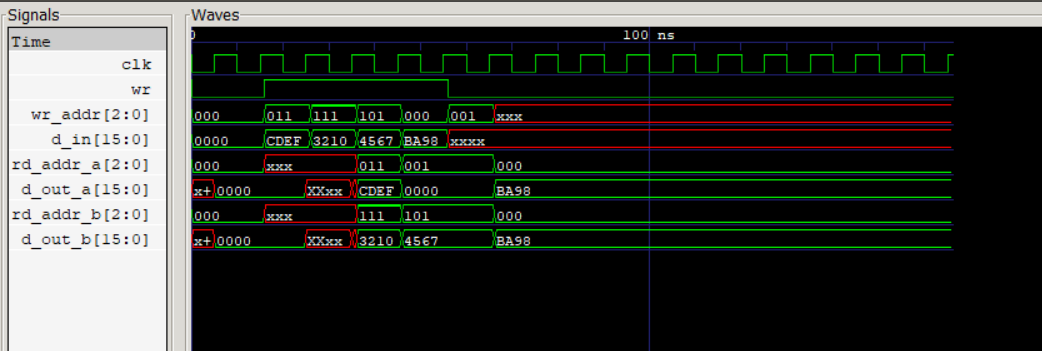 Signals Waves
Time 0 100 ns
clk
wr
wr_addr[2:0] 000 011 111 101 000 001 xxx
d_in[15:0] 0000 CDEF 3210 4567 BA98 xxxx
rd_addr_a[2:0] 000 xxx 011 001 000
d_out_a[15:0] x+ 0000 XXxx CDEF 0000 BA98
rd_addr_b[2:0] 000 xxx 111 101 000
d_out_b[15:0] x+ 0000 XXxx 3210 4567 BA98